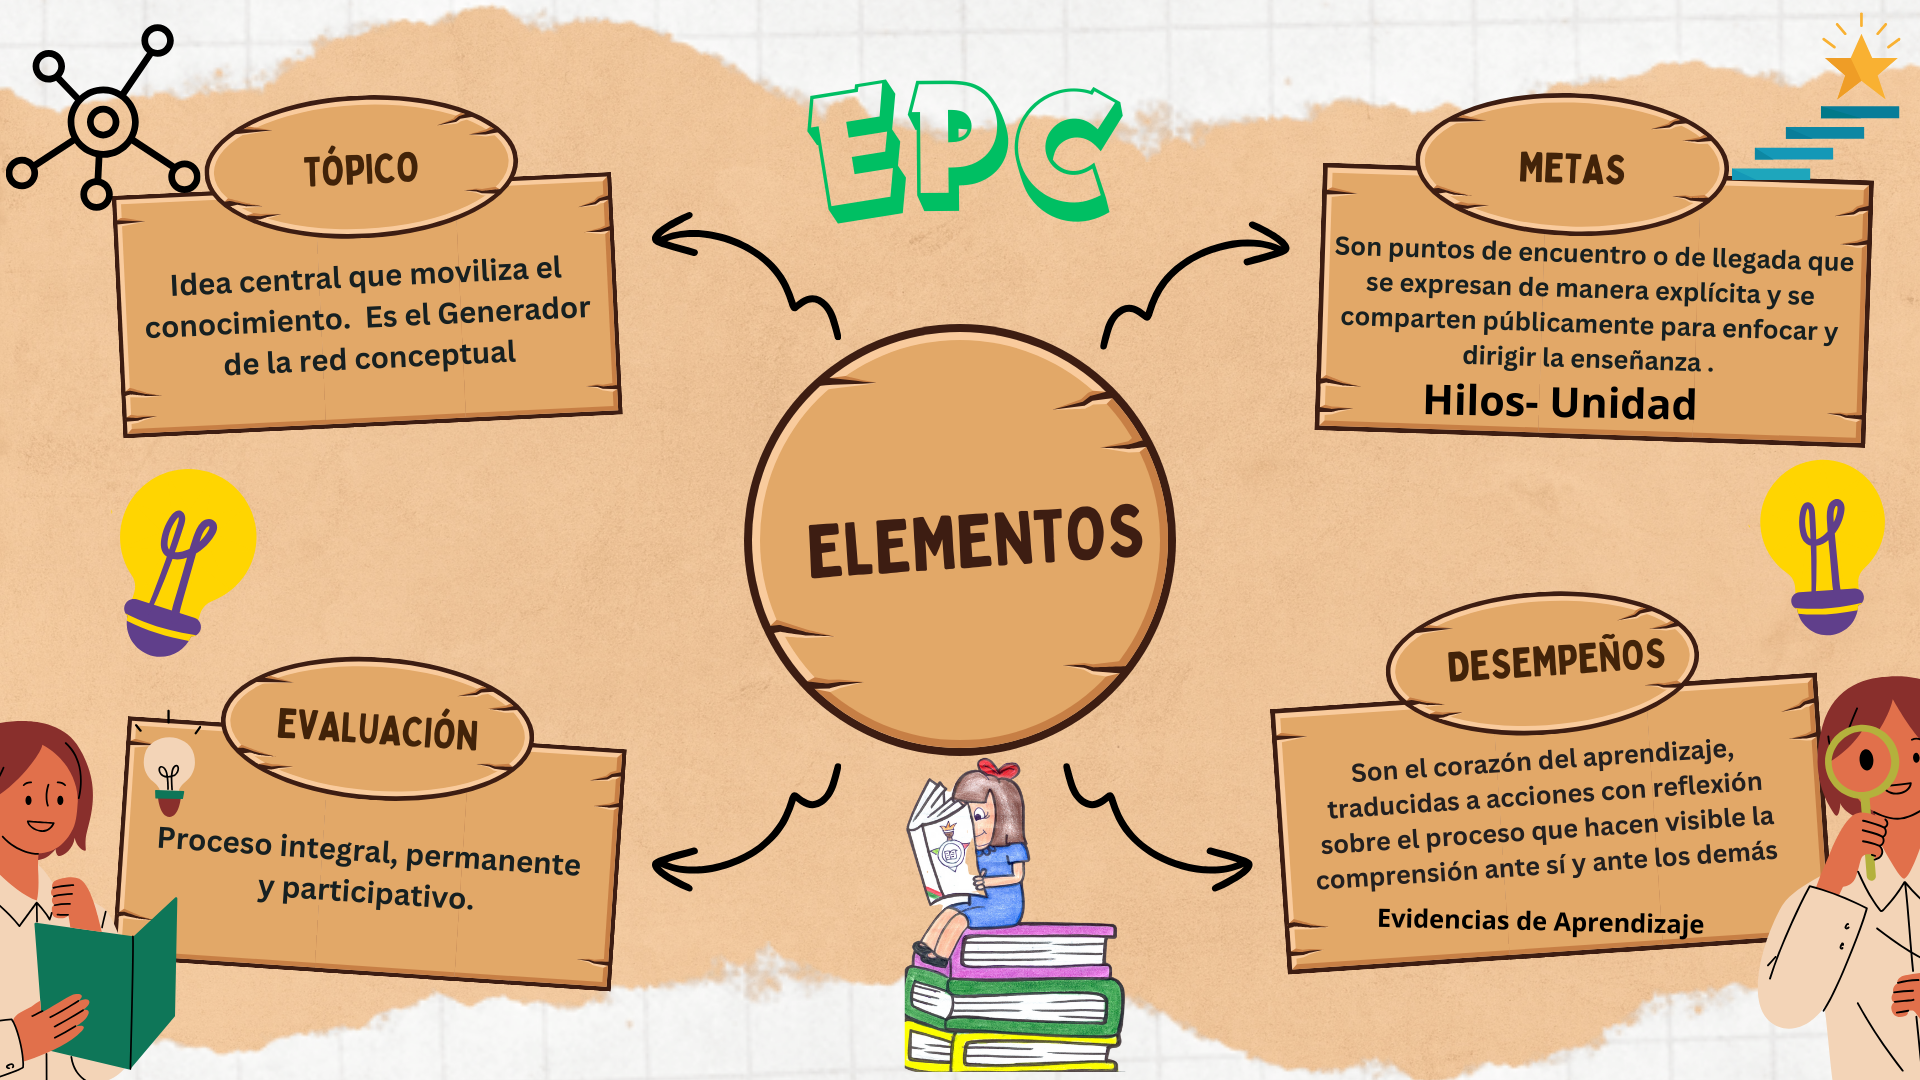 EPC
TÓPICO
Idea central que moviliza el
conocimiento. Es el Generador
de la red conceptual
METAS
Son puntos de encuentro o de llegada que
se expresan de manera explícita y se
comparten públicamente para enfocar y
dirigir la enseñanza .
Hilos- Unidad
ELEMENTOS
EVALUACIÓN
Proceso integral, permanente
y participativo.
DESEMPEÑOS
Son el corazón del aprendizaje,
traducidas a acciones con reflexión
sobre el proceso que hacen visible la
comprensión ante sí y ante los demás
Evidencias de Aprendizaje